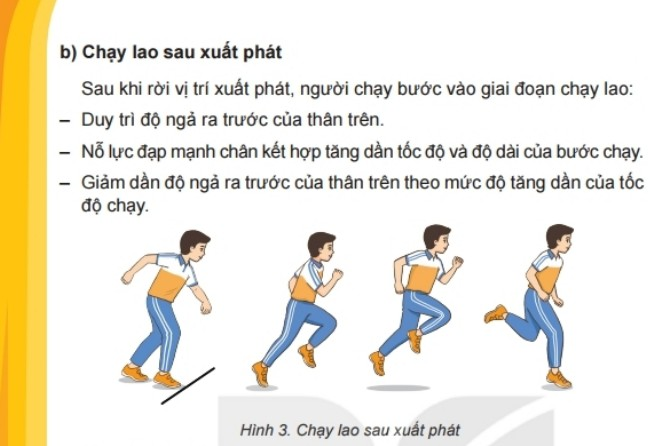 b) Chạy lao sau xuất phát
Sau khi rời vị trí xuất phát, người chạy bước vào giai đoạn chạy lao:
– Duy trì độ ngả ra trước của thân trên.
– Nỗ lực đạp mạnh chân kết hợp tăng dần tốc độ và độ dài của bước chạy.
– Giảm dần độ ngả ra trước của thân trên theo mức độ tăng dần của tốc
độ chạy.
Hình 3. Chạy lao sau xuất phát